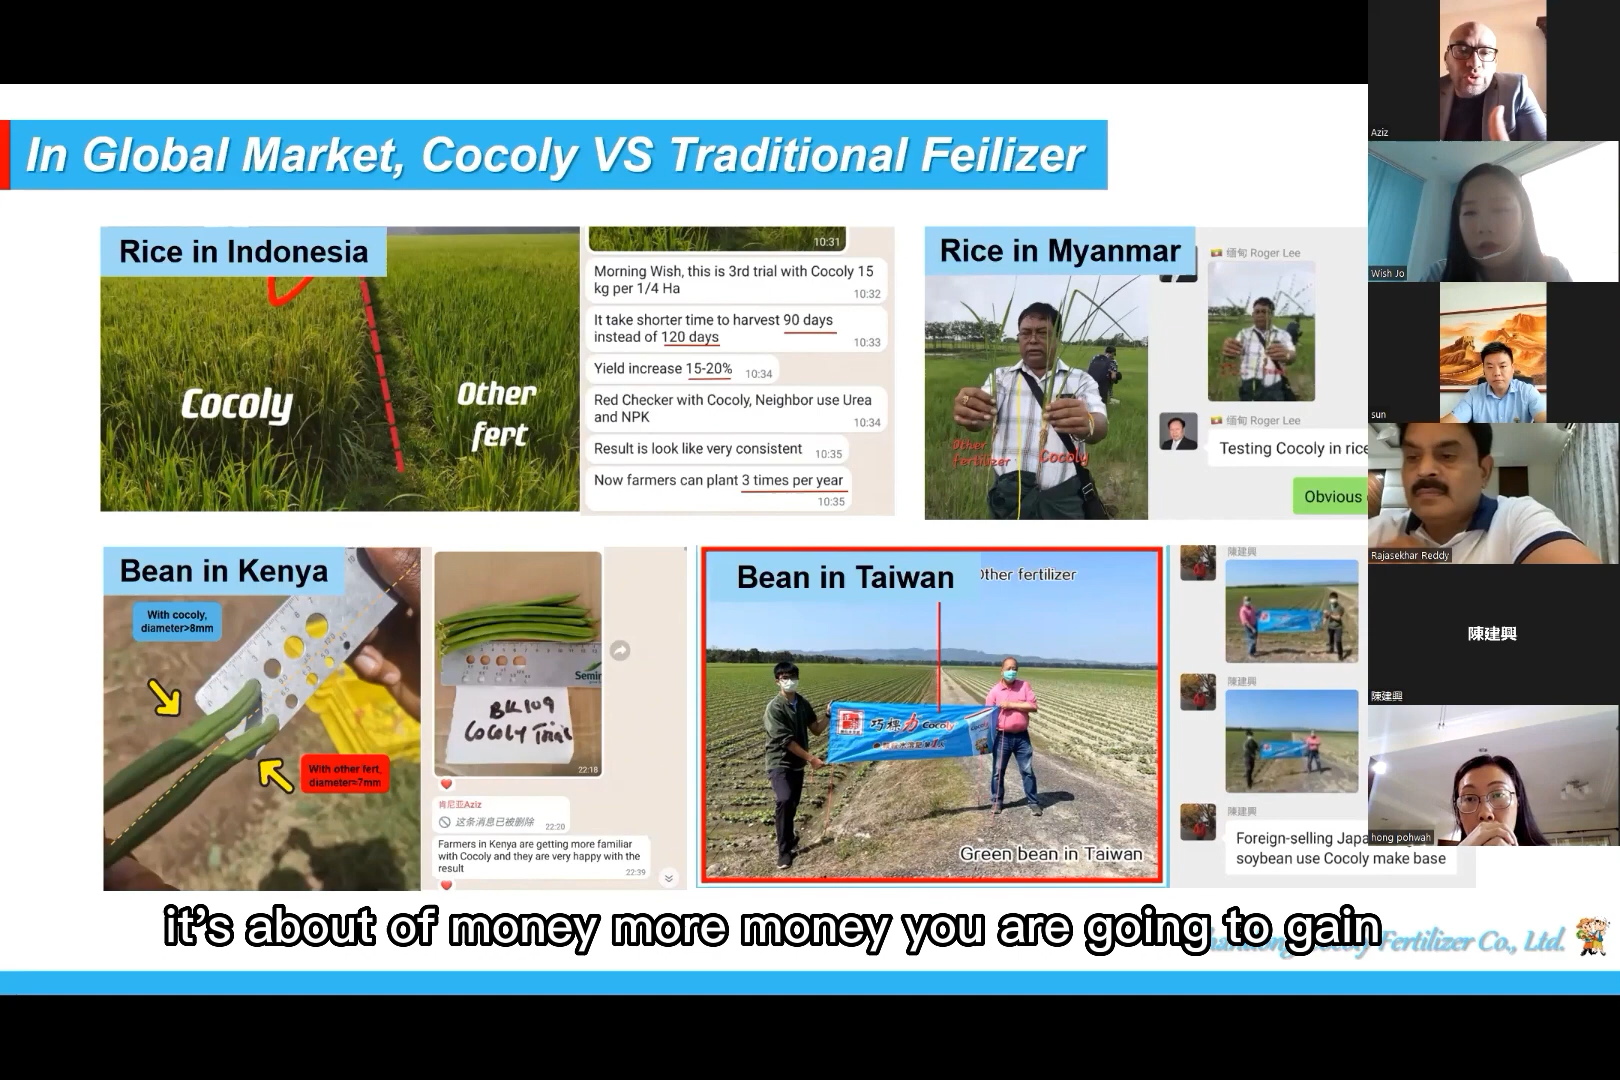 In Global Market, Cocoly VS Traditional Feilizer
Rice in Indonesia
Cocoly
Other
fert
10:31
Morning Wish, this is 3rd trial with Cocoly 15
kg per 1/4 Ha
10:32
It take shorter time to harvest 90 days
instead of 120 days
10:33
Yield increase 15-20%
10:34
Red Checker with Cocoly, Neighbor use Urea
and NPK
10:34
Result is look like very consistent
10:35
Now farmers can plant 3 times per year
10:35
Rice in Myanmar
Other
fertilizer
Cocoly
缅甸 Roger Lee
缅甸 Roger Lee
Testing Cocoly in rice
Obvious
Bean in Kenya
With cocoly,
diameter>8mm
With other fert,
diameter=7mm
BK109
COCOLY Trial
22:18
肯尼亚Aziz
这条消息已被删除
22:20
Farmers in Kenya are getting more familiar
with Cocoly and they are very happy with the
result
22:39
Bean in Taiwan
Other fertilizer
巧棵力 Cocoly
Green bean in Taiwan
陳建興
陳建興
陳建興
Foreign-selling
soybean use Cocoly make base
it's about of money more money you are going to gain
Cocoly Fertilizer Co., Ltd.
Aziz
Wish Jo
sun
Rajasekhar Reddy
陳建興
陳建興
hong pohwah